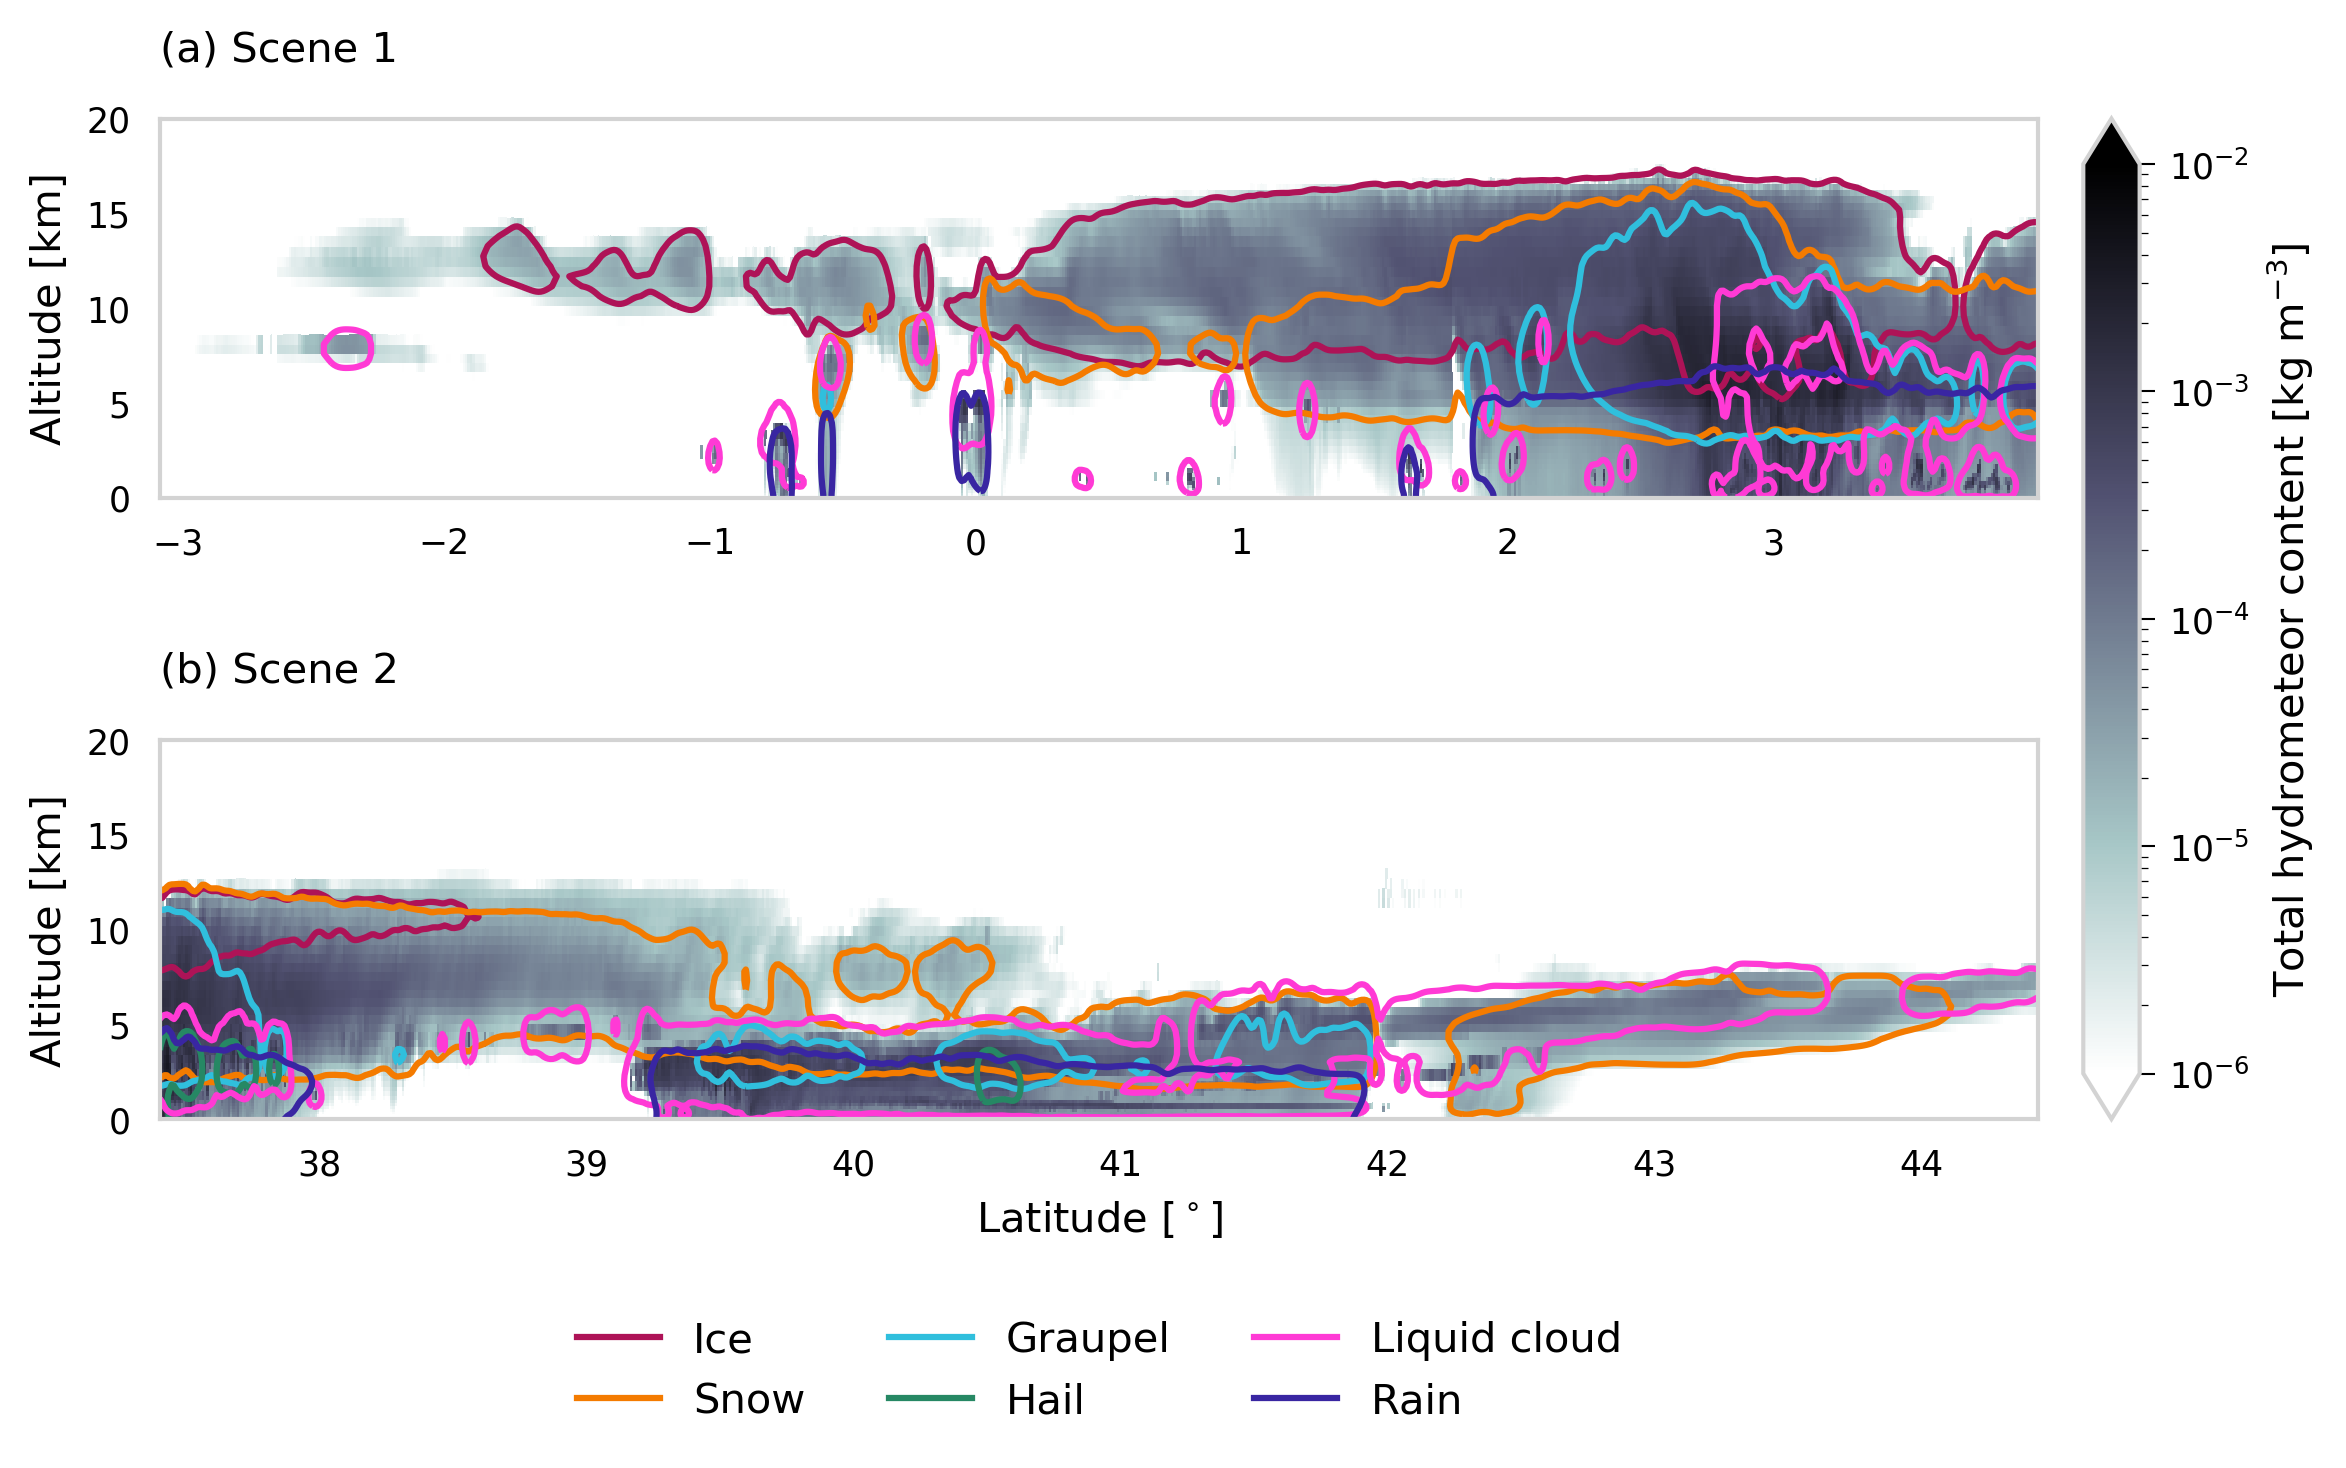 (a) Scene 1
Altitude [km]
20
15
10
5
0
−3 −2 −1 0 1 2 3
(b) Scene 2
Altitude [km]
20
15
10
5
0
38 39 40 41 42 43 44
Latitude [°]
10⁻²
10⁻³
10⁻⁴
10⁻⁵
10⁻⁶
Total hydrometeor content [kg m⁻³]
Ice Graupel Liquid cloud
Snow Hail Rain